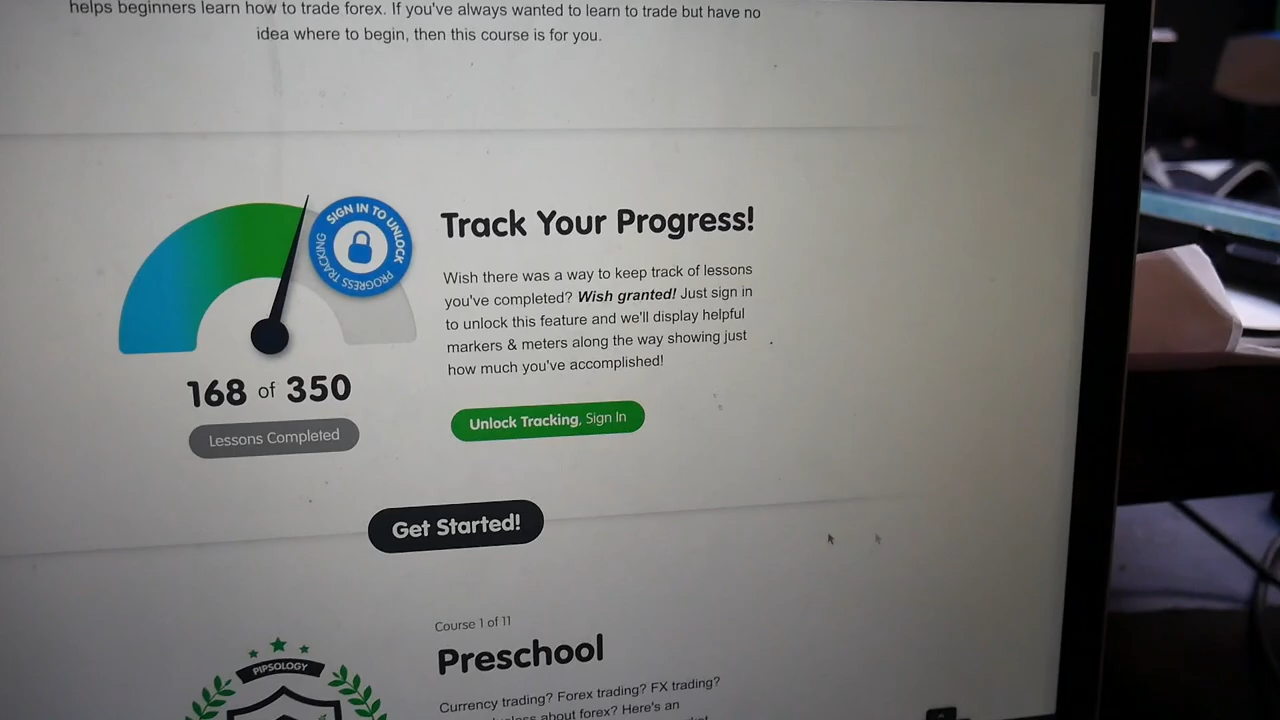 helps beginners learn how to trade forex. If you've always wanted to learn to trade but have no
idea where to begin, then this course is for you.
SIGN IN TO UNLOCK
PROGRESS TRACKING
Track Your Progress!
Wish there was a way to keep track of lessons
you've completed? Wish granted! Just sign in
to unlock this feature and we'll display helpful
markers & meters along the way showing just
how much you've accomplished!
168 of 350
Lessons Completed
Unlock Tracking, Sign In
Get Started!
Course 1 of 11
Preschool
PIPSOLOGY
Currency trading? Forex trading? FX trading?
about forex? Here's an